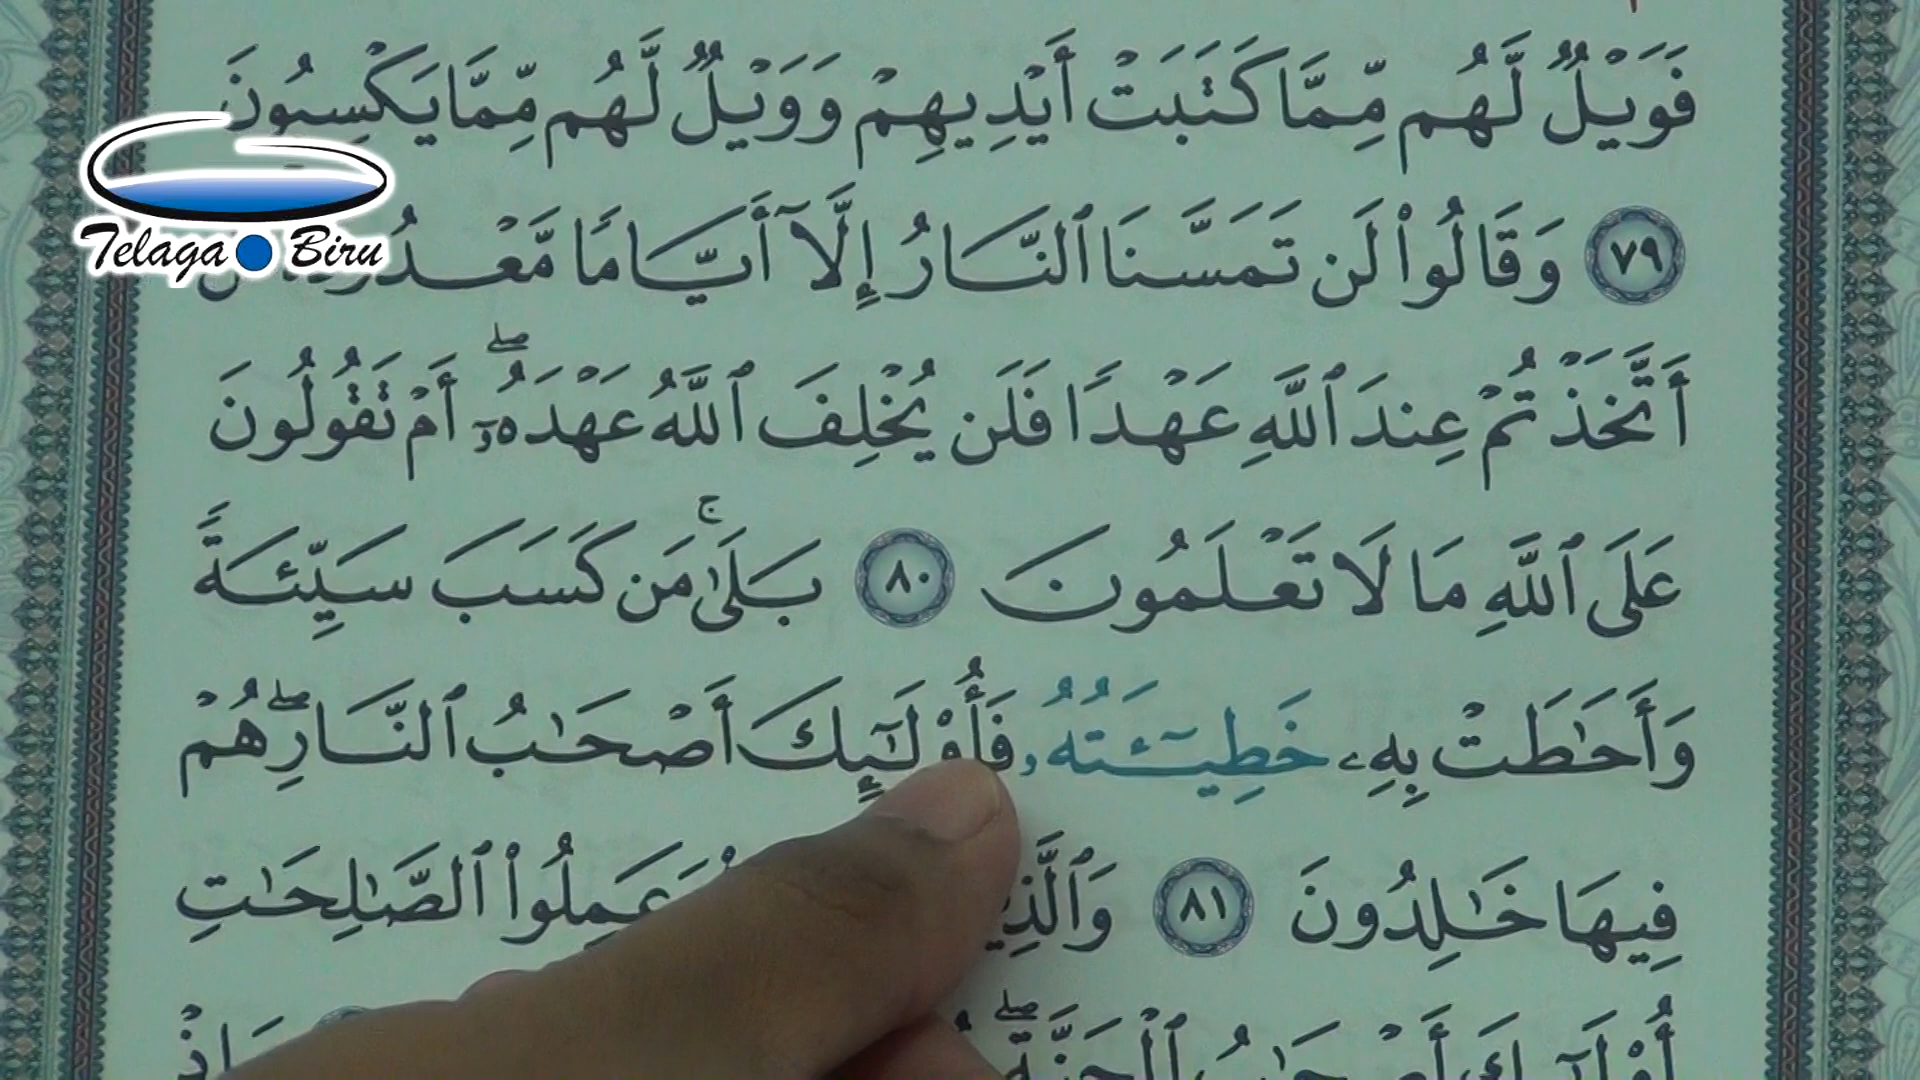 فَوَيْلٌ لَّهُم مِّمَّا كَتَبَتْ أَيْدِيهِمْ وَوَيْلٌ لَّهُم مِّمَّا يَكْسِبُونَ
Telaga Biru
٧٩ وَقَالُوا۟ لَن تَمَسَّنَا ٱلنَّارُ إِلَّآ أَيَّامًا
أَتَّخَذْتُمْ عِندَ ٱللَّهِ عَهْدًا فَلَن يُخْلِفَ ٱللَّهُ عَهْدَهُۥٓ ۖ أَمْ تَقُولُونَ
عَلَى ٱللَّهِ مَا لَا تَعْلَمُونَ ٨٠ بَلَىٰ ۚ مَن كَسَبَ سَيِّئَةً
وَأَحَٰطَتْ بِهِۦ خَطِيٓـَٔتُهُۥ فَأُو۟لَٰٓئِكَ أَصْحَٰبُ ٱلنَّارِ ۖ هُمْ
فِيهَا خَٰلِدُونَ ٨١ عَمِلُوا۟ ٱلصَّٰلِحَٰتِ